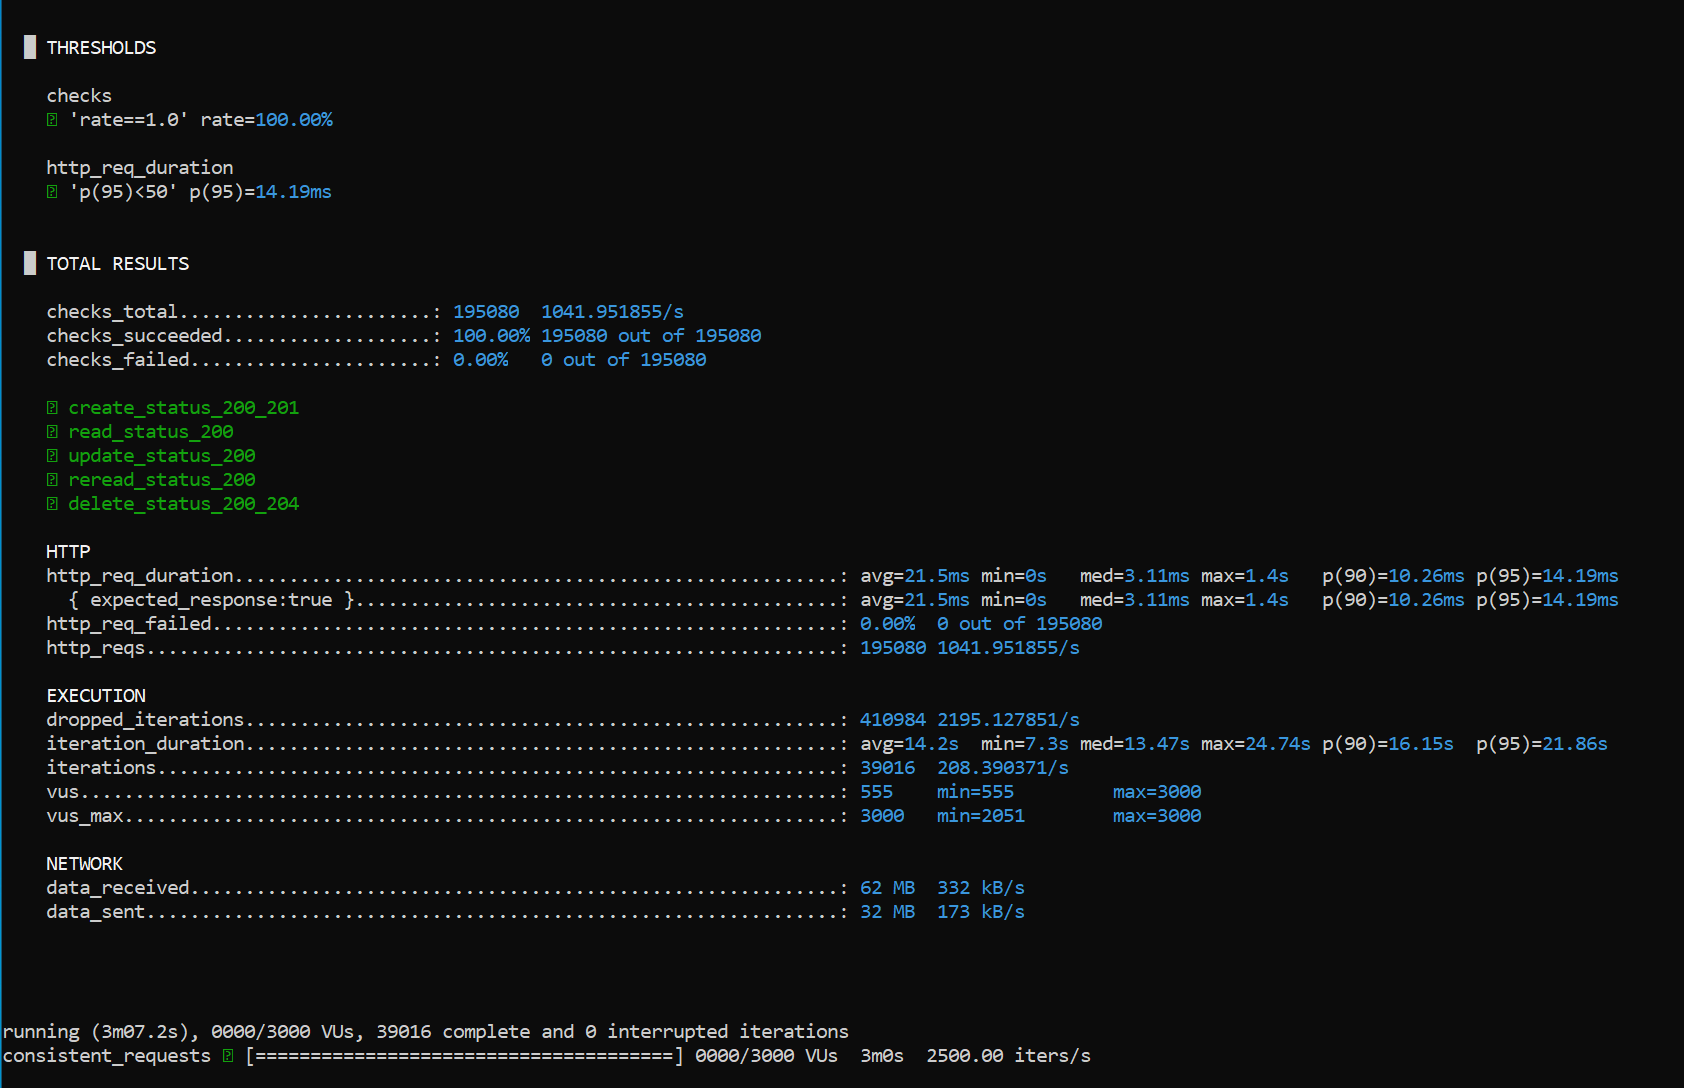 █ THRESHOLDS
checks
'rate==1.0' rate=100.00%
http_req_duration
'p(95)<50' p(95)=14.19ms
█ TOTAL RESULTS
checks_total.......................: 195080 1041.951855/s
checks_succeeded...................: 100.00% 195080 out of 195080
checks_failed......................: 0.00% 0 out of 195080
create_status_200_201
read_status_200
update_status_200
reread_status_200
delete_status_200_204
HTTP
http_req_duration.......................................................: avg=21.5ms min=0s med=3.11ms max=1.4s p(90)=10.26ms p(95)=14.19ms
{ expected_response:true }............................................: avg=21.5ms min=0s med=3.11ms max=1.4s p(90)=10.26ms p(95)=14.19ms
http_req_failed.........................................................: 0.00% 0 out of 195080
http_reqs...............................................................: 195080 1041.951855/s
EXECUTION
dropped_iterations......................................................: 410984 2195.127851/s
iteration_duration......................................................: avg=14.2s min=7.3s med=13.47s max=24.74s p(90)=16.15s p(95)=21.86s
iterations..............................................................: 39016 208.390371/s
vus.....................................................................: 555 min=555 max=3000
vus_max.................................................................: 3000 min=2051 max=3000
NETWORK
data_received...........................................................: 62 MB 332 kB/s
data_sent...............................................................: 32 MB 173 kB/s
running (3m07.2s), 0000/3000 VUs, 39016 complete and 0 interrupted iterations
consistent_requests [======================================] 0000/3000 VUs 3m0s 2500.00 iters/s